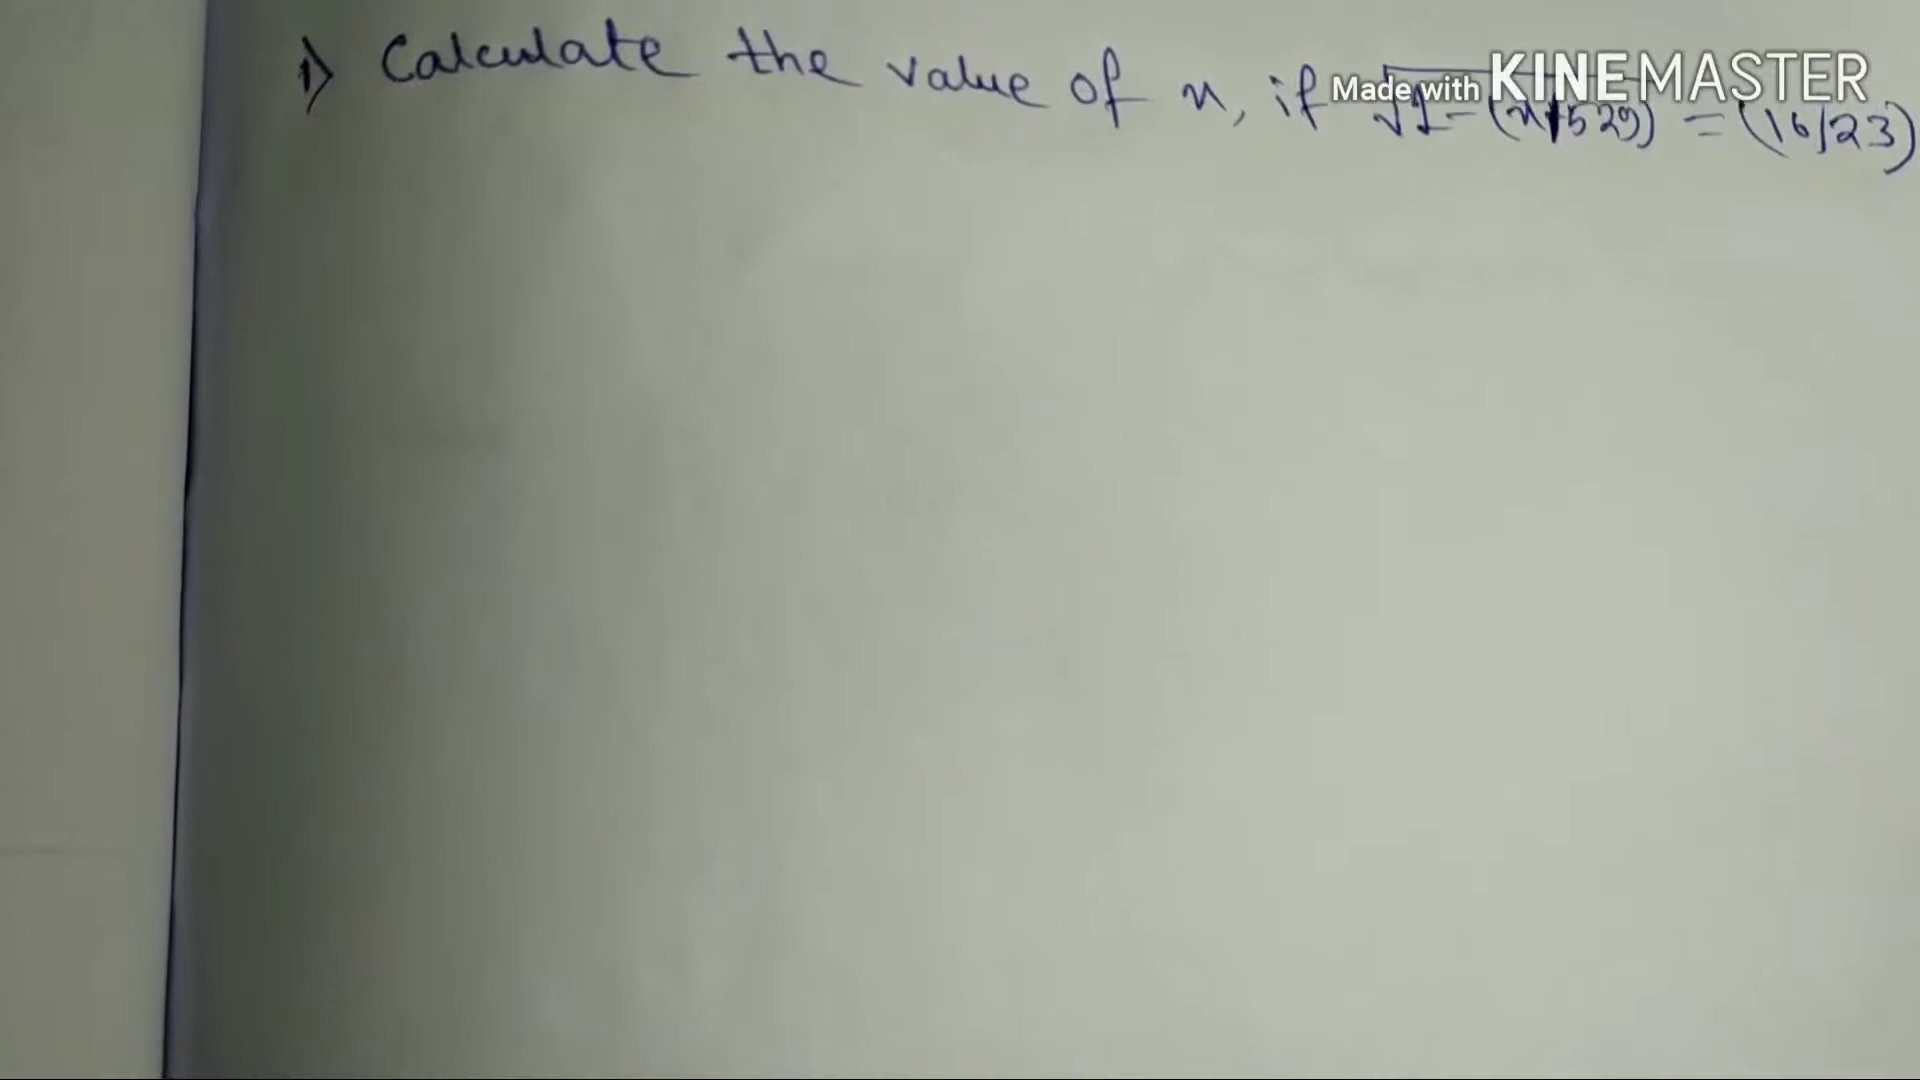 1) Calculate the value of x, if √1-(x/529) = (16/23)
Made with KINEMASTER